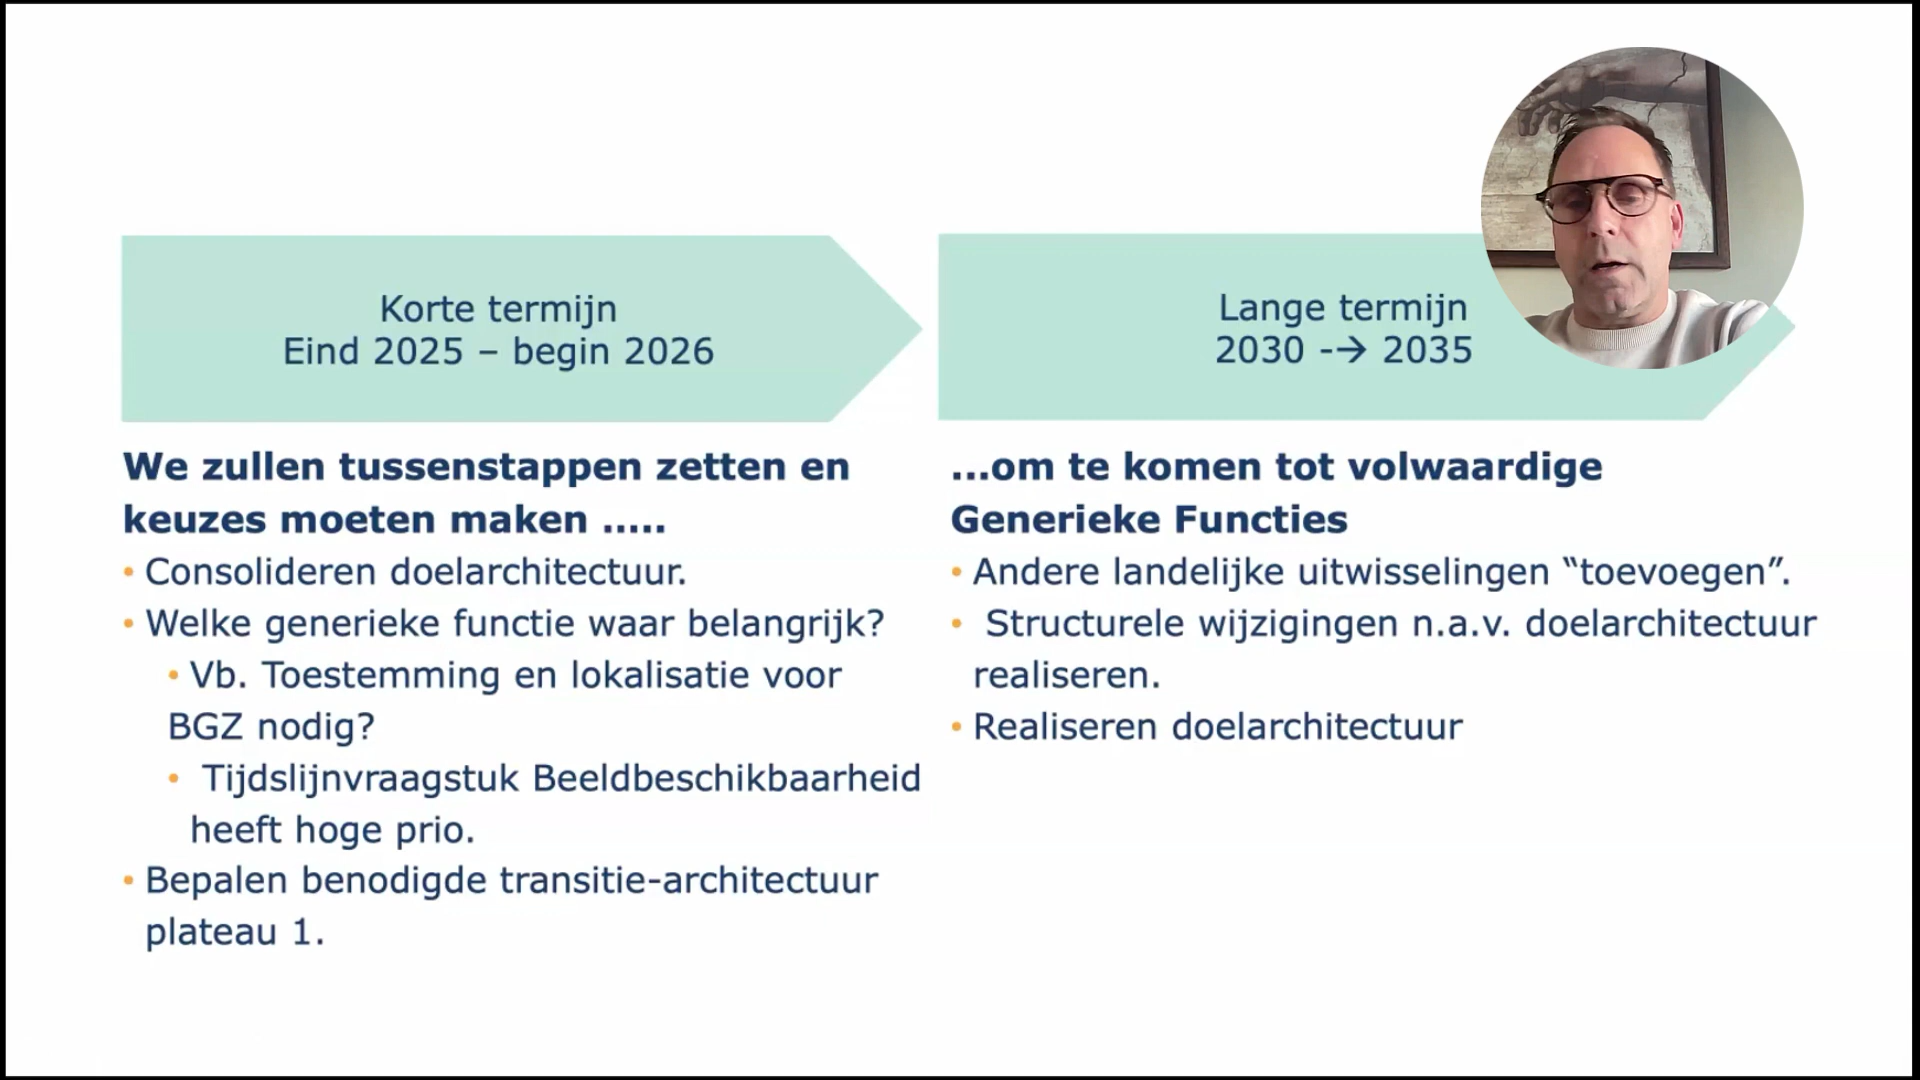 Korte termijn
Eind 2025 – begin 2026
We zullen tussenstappen zetten en
keuzes moeten maken .....
• Consolideren doelarchitectuur.
• Welke generieke functie waar belangrijk?
• Vb. Toestemming en lokalisatie voor
BGZ nodig?
• Tijdslijnvraagstuk Beeldbeschikbaarheid
heeft hoge prio.
• Bepalen benodigde transitie-architectuur
plateau 1.
Lange termijn
2030 -→ 2035
...om te komen tot volwaardige
Generieke Functies
• Andere landelijke uitwisselingen “toevoegen”.
• Structurele wijzigingen n.a.v. doelarchitectuur
realiseren.
• Realiseren doelarchitectuur